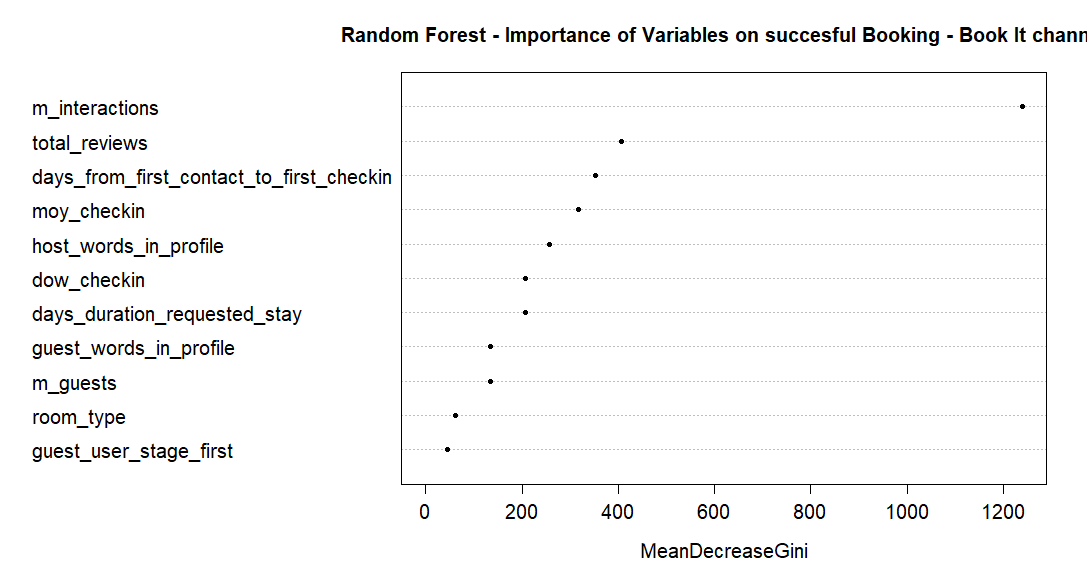 Random Forest - Importance of Variables on succesful Booking - Book It chann
m_interactions
total_reviews
days_from_first_contact_to_first_checkin
moy_checkin
host_words_in_profile
dow_checkin
days_duration_requested_stay
guest_words_in_profile
m_guests
room_type
guest_user_stage_first
0 200 400 600 800 1000 1200
MeanDecreaseGini